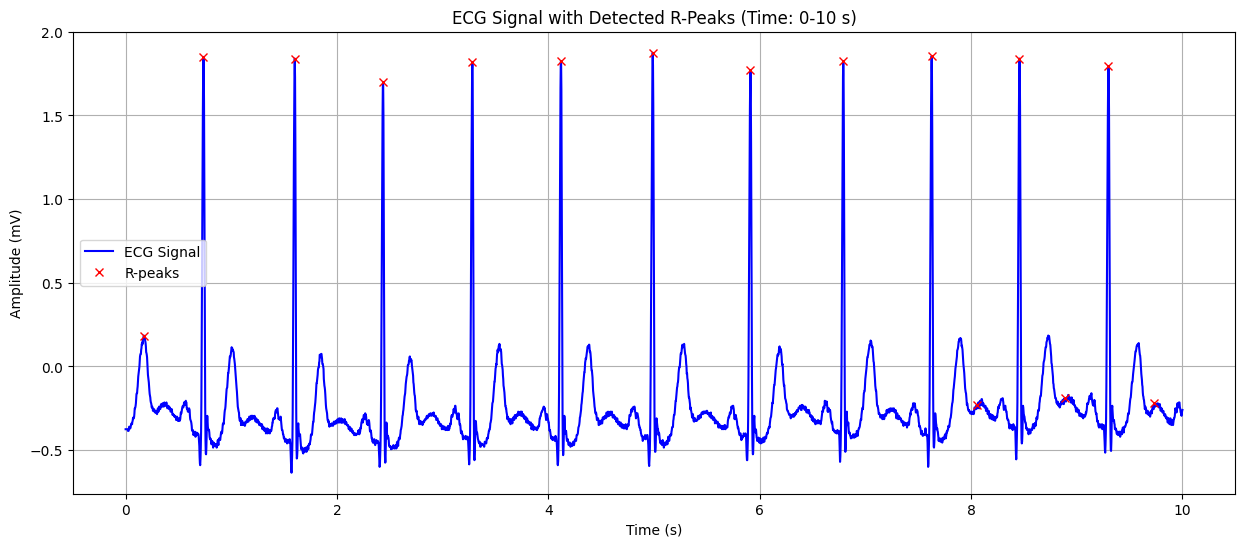 ECG Signal with Detected R-Peaks (Time: 0-10 s)
2.0
1.5
1.0
0.5
0.0
−0.5
Amplitude (mV)
ECG Signal
R-peaks
0 2 4 6 8 10
Time (s)